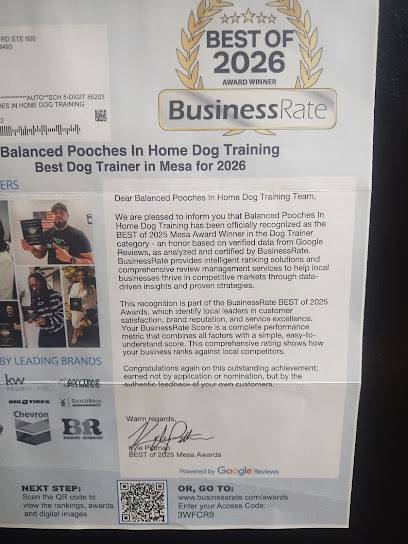 RD STE 600
6493
BEST OF
2026
AWARD WINNER
BusinessRate
***********AUTO**SCH 5-DIGIT 85203
ES IN HOME DOG TRAINING
2
Balanced Pooches In Home Dog Training
Best Dog Trainer in Mesa for 2026
ERS
Dear Balanced Pooches In Home Dog Training Team,
We are pleased to inform you that Balanced Pooches In
Home Dog Training has been officially recognized as the
BEST of 2025 Mesa Award Winner in the Dog Trainer
category - an honor based on verified data from Google
Reviews, as analyzed and certified by BusinessRate.
BusinessRate provides intelligent ranking solutions and
comprehensive review management services to help local
businesses thrive in competitive markets through data-
driven insights and proven strategies.
This recognition is part of the BusinessRate BEST of 2025
Awards, which identify local leaders in customer
satisfaction, brand reputation, and service excellence.
Your BusinessRate Score is a complete performance
metric that combines all factors with a simple, easy-to-
understand score. This comprehensive rating shows how
your business ranks against local competitors.
Congratulations again on this outstanding achievement;
earned not by application or nomination, but by the
authentic feedback of your own customers.
BY LEADING BRANDS
kw
ANYTIME
BIG O TIRES
Dutch Bros
Chevron
BR
BASKIN-ROBBINS
Warm regards,
Kyle
BEST OF 2025 Mesa Awards
Powered by Google Reviews
NEXT STEP:
Scan the QR code to
view the rankings, awards
and digital images
OR, GO TO:
www.businessrate.com/awards
Enter your Access Code:
3WFCR9